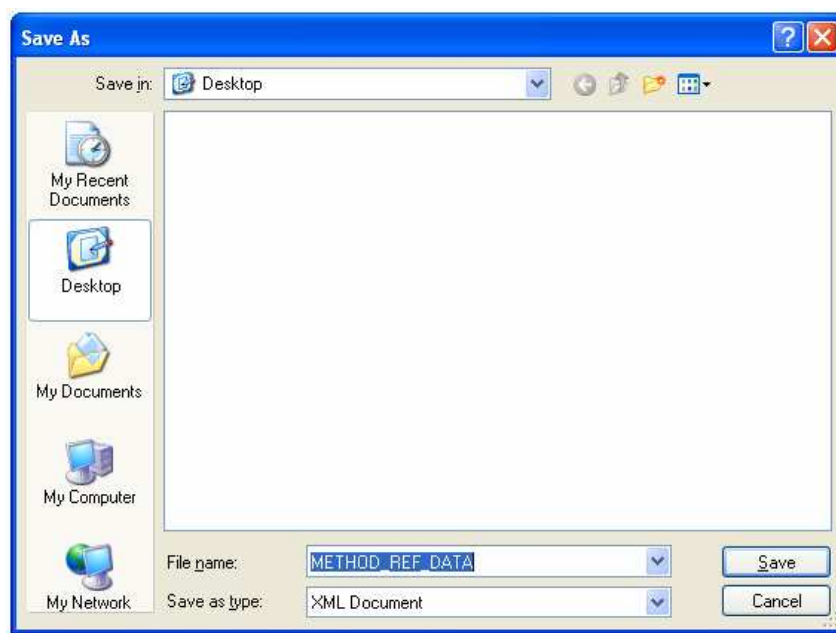 Save As
Save in: Desktop
My Recent
Documents
Desktop
My Documents
My Computer
My Network
File name: METHOD_REF_DATA Save
Save as type: XML Document Cancel